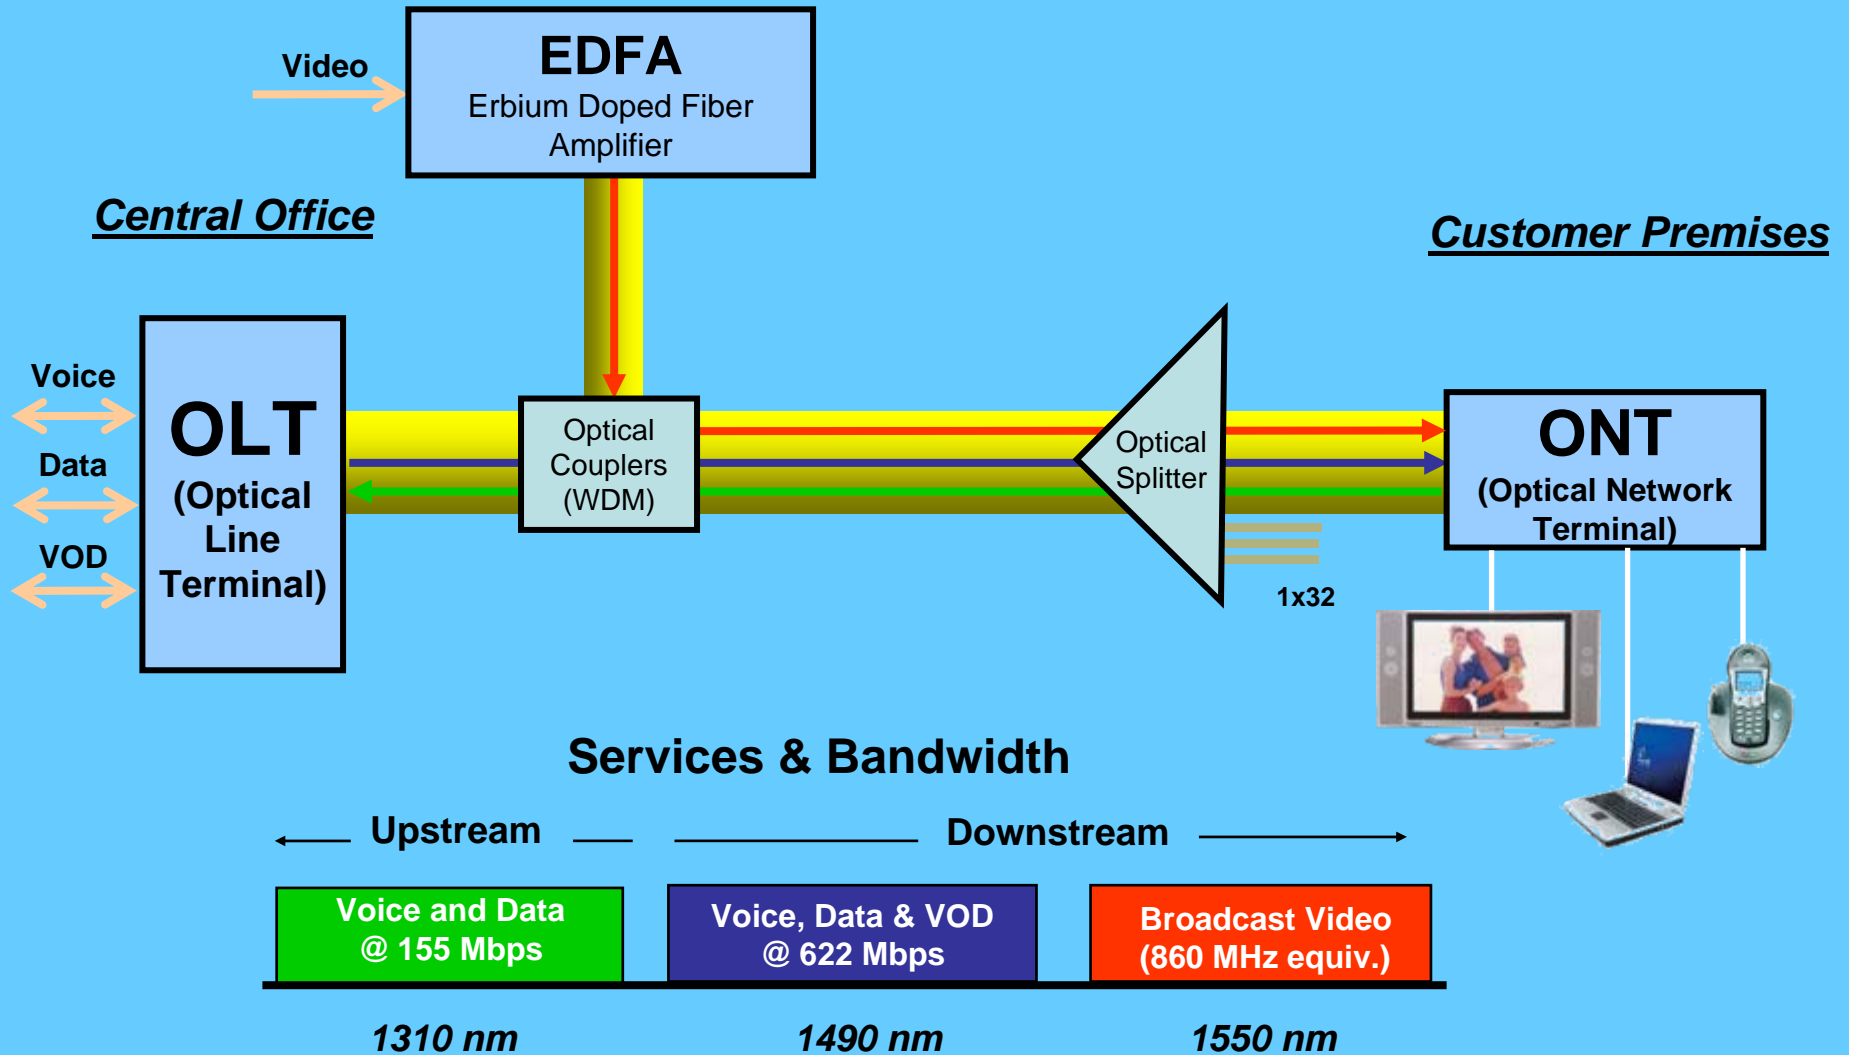 Video
EDFA
Erbium Doped Fiber
Amplifier
Central Office
Customer Premises
Voice
Data
VOD
OLT
(Optical
Line
Terminal)
Optical
Couplers
(WDM)
Optical
Splitter
1x32
ONT
(Optical Network
Terminal)
Services & Bandwidth
Upstream
Downstream
Voice and Data
@ 155 Mbps
Voice, Data & VOD
@ 622 Mbps
Broadcast Video
(860 MHz equiv.)
1310 nm
1490 nm
1550 nm